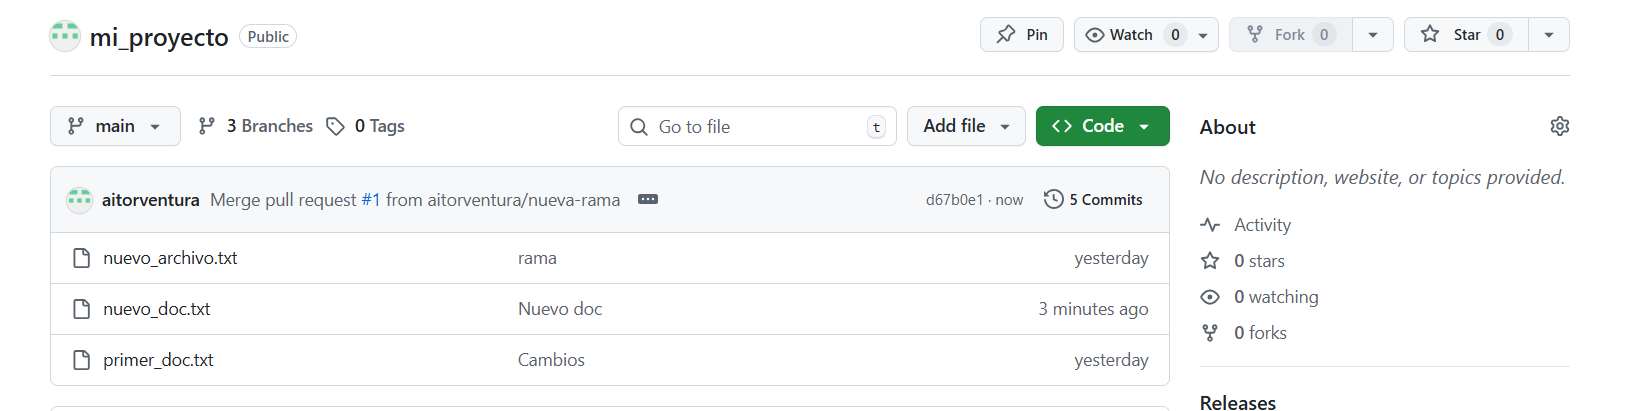 mi_proyecto Public Pin Watch 0 Fork 0 Star 0
main 3 Branches 0 Tags Go to file t Add file Code
aitorventura Merge pull request #1 from aitorventura/nueva-rama d67b0e1 · now 5 Commits
nuevo_archivo.txt rama yesterday
nuevo_doc.txt Nuevo doc 3 minutes ago
primer_doc.txt Cambios yesterday
About
No description, website, or topics provided.
Activity
0 stars
0 watching
0 forks
Releases